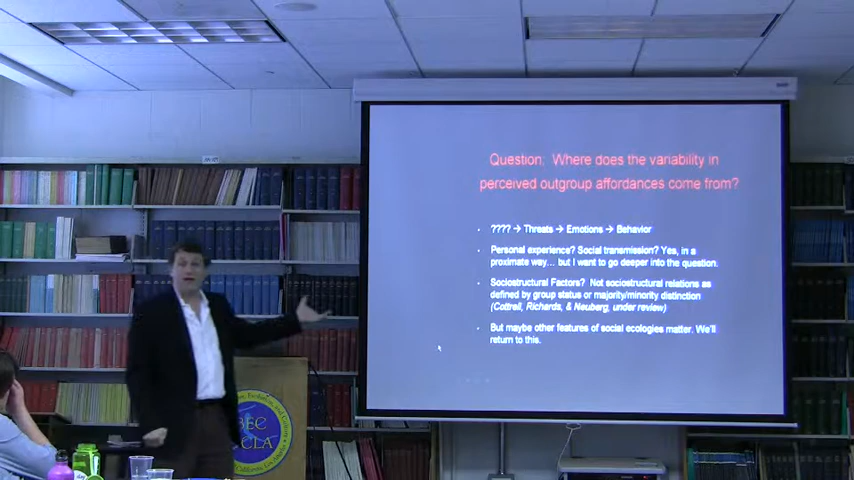 Question: Where does the variability in
perceived outgroup affordances come from?
???? → Threats → Emotions → Behavior
Personal experience? Social transmission? Yes, in a
proximate way... but I want to go deeper into the question.
Sociostructural Factors? Not sociostructural relations as
defined by group status or majority/minority distinction
(Cottrell, Richards, & Neuberg, under review)
But maybe other features of social ecologies matter. We'll
return to this.
BEC
UCLA